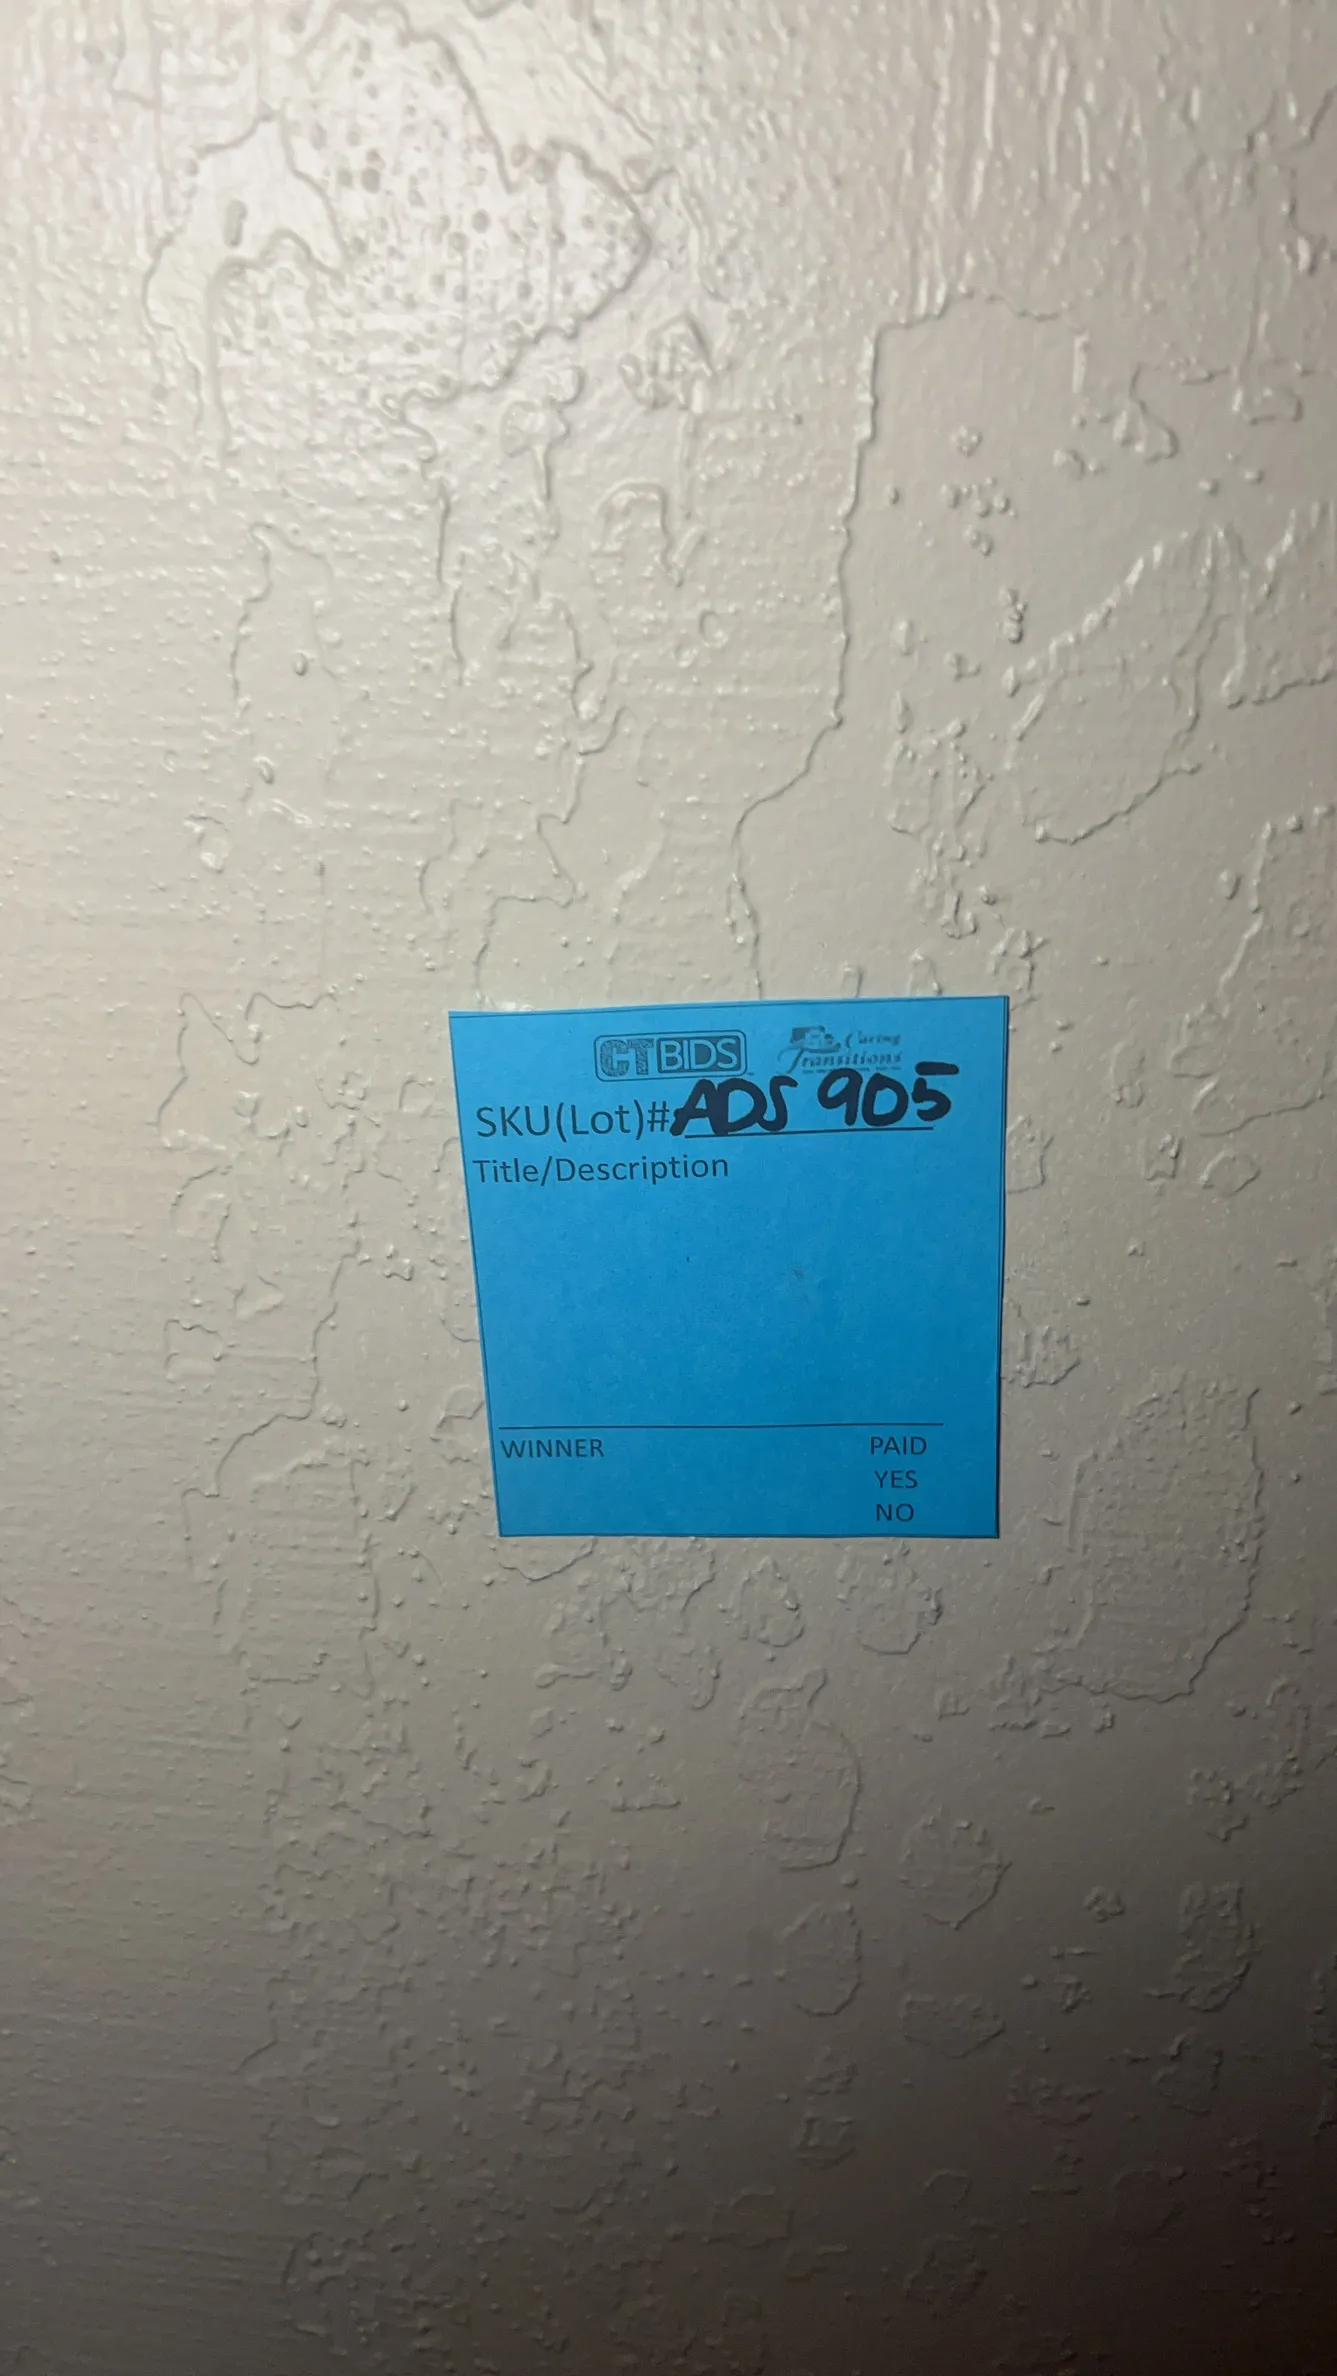 CTBIDS Caring
Transitions
SKU(Lot)# ADS 905
Title/Description
WINNER PAID
YES
NO